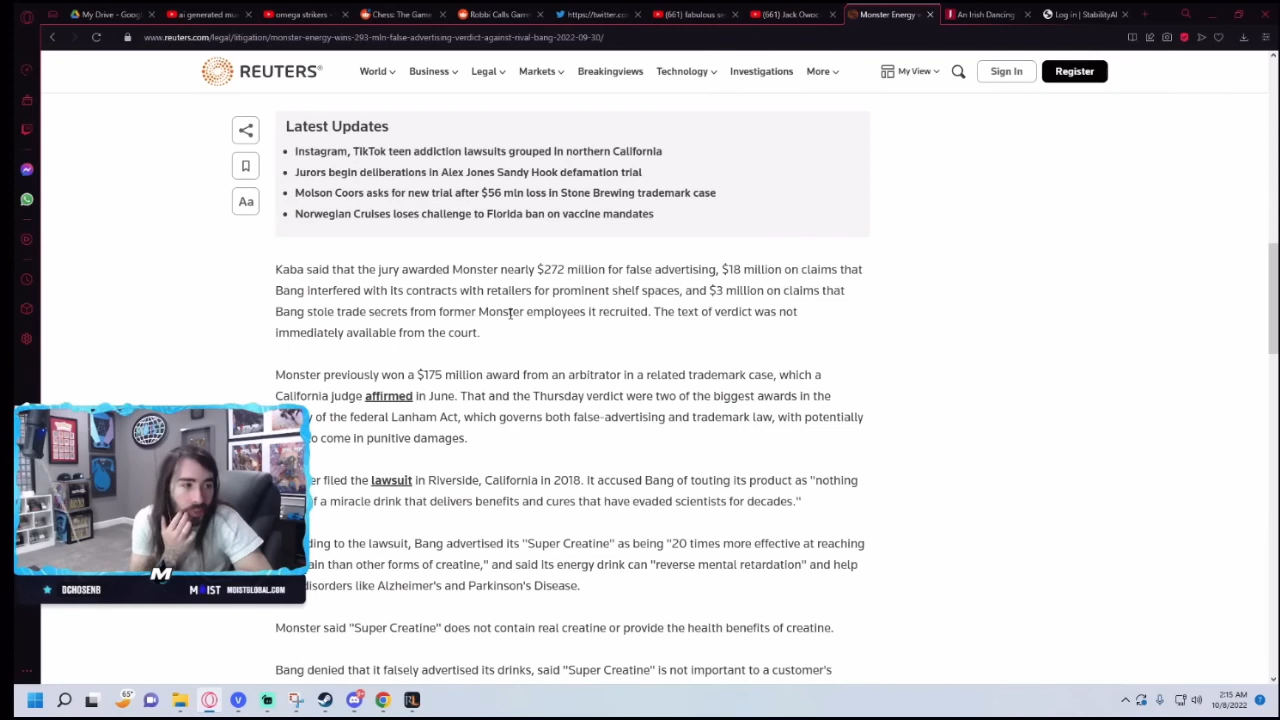 My Drive - Googl
ai generated mu
omega strikers -
Chess: The Game
Robbi Calls Game
https://twitter.com
(661) fabulous se
(661) Jack Owoc
Monster Energy
An Irish Dancing
Log in | StabilityAI
www.reuters.com/legal/litigation/monster-energy-wins-293-mln-false-advertising-verdict-against-rival-bang-2022-09-30/
REUTERS®
World
Business
Legal
Markets
Breakingviews
Technology
Investigations
More
My View
Sign In
Register
Latest Updates
Instagram, TikTok teen addiction lawsuits grouped in northern California
Jurors begin deliberations in Alex Jones Sandy Hook defamation trial
Molson Coors asks for new trial after $56 mln loss in Stone Brewing trademark case
Norwegian Cruises loses challenge to Florida ban on vaccine mandates
Aa
Kaba said that the jury awarded Monster nearly $272 million for false advertising, $18 million on claims that
Bang interfered with its contracts with retailers for prominent shelf spaces, and $3 million on claims that
Bang stole trade secrets from former Monster employees it recruited. The text of verdict was not
immediately available from the court.
Monster previously won a $175 million award from an arbitrator in a related trademark case, which a
California judge affirmed in June. That and the Thursday verdict were two of the biggest awards in the
y of the federal Lanham Act, which governs both false-advertising and trademark law, with potentially
o come in punitive damages.
er filed the lawsuit in Riverside, California in 2018. It accused Bang of touting its product as "nothing
f a miracle drink that delivers benefits and cures that have evaded scientists for decades."
ding to the lawsuit, Bang advertised its "Super Creatine" as being "20 times more effective at reaching
ain than other forms of creatine," and said its energy drink can "reverse mental retardation" and help
disorders like Alzheimer's and Parkinson's Disease.
Monster said "Super Creatine" does not contain real creatine or provide the health benefits of creatine.
Bang denied that it falsely advertised its drinks, said "Super Creatine" is not important to a customer's
M
DCHOSENB
MOIST MOISTGLOBAL.COM
65°
2:15 AM
10/8/2022